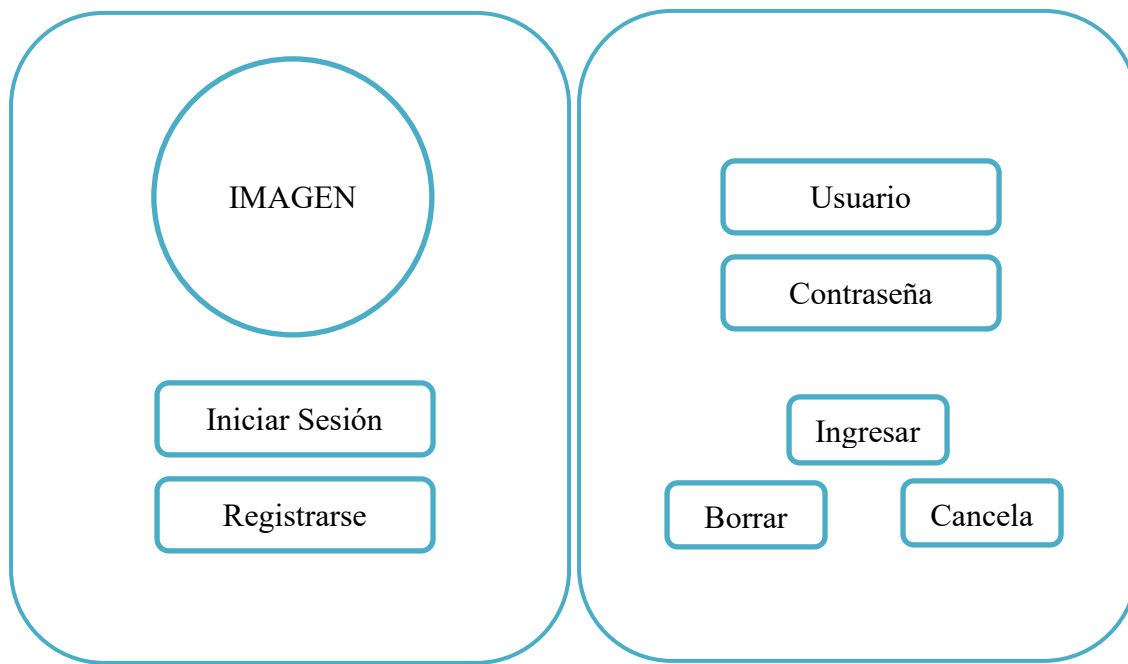 IMAGEN
Iniciar Sesión
Registrarse
Usuario
Contraseña
Ingresar
Borrar
Cancela